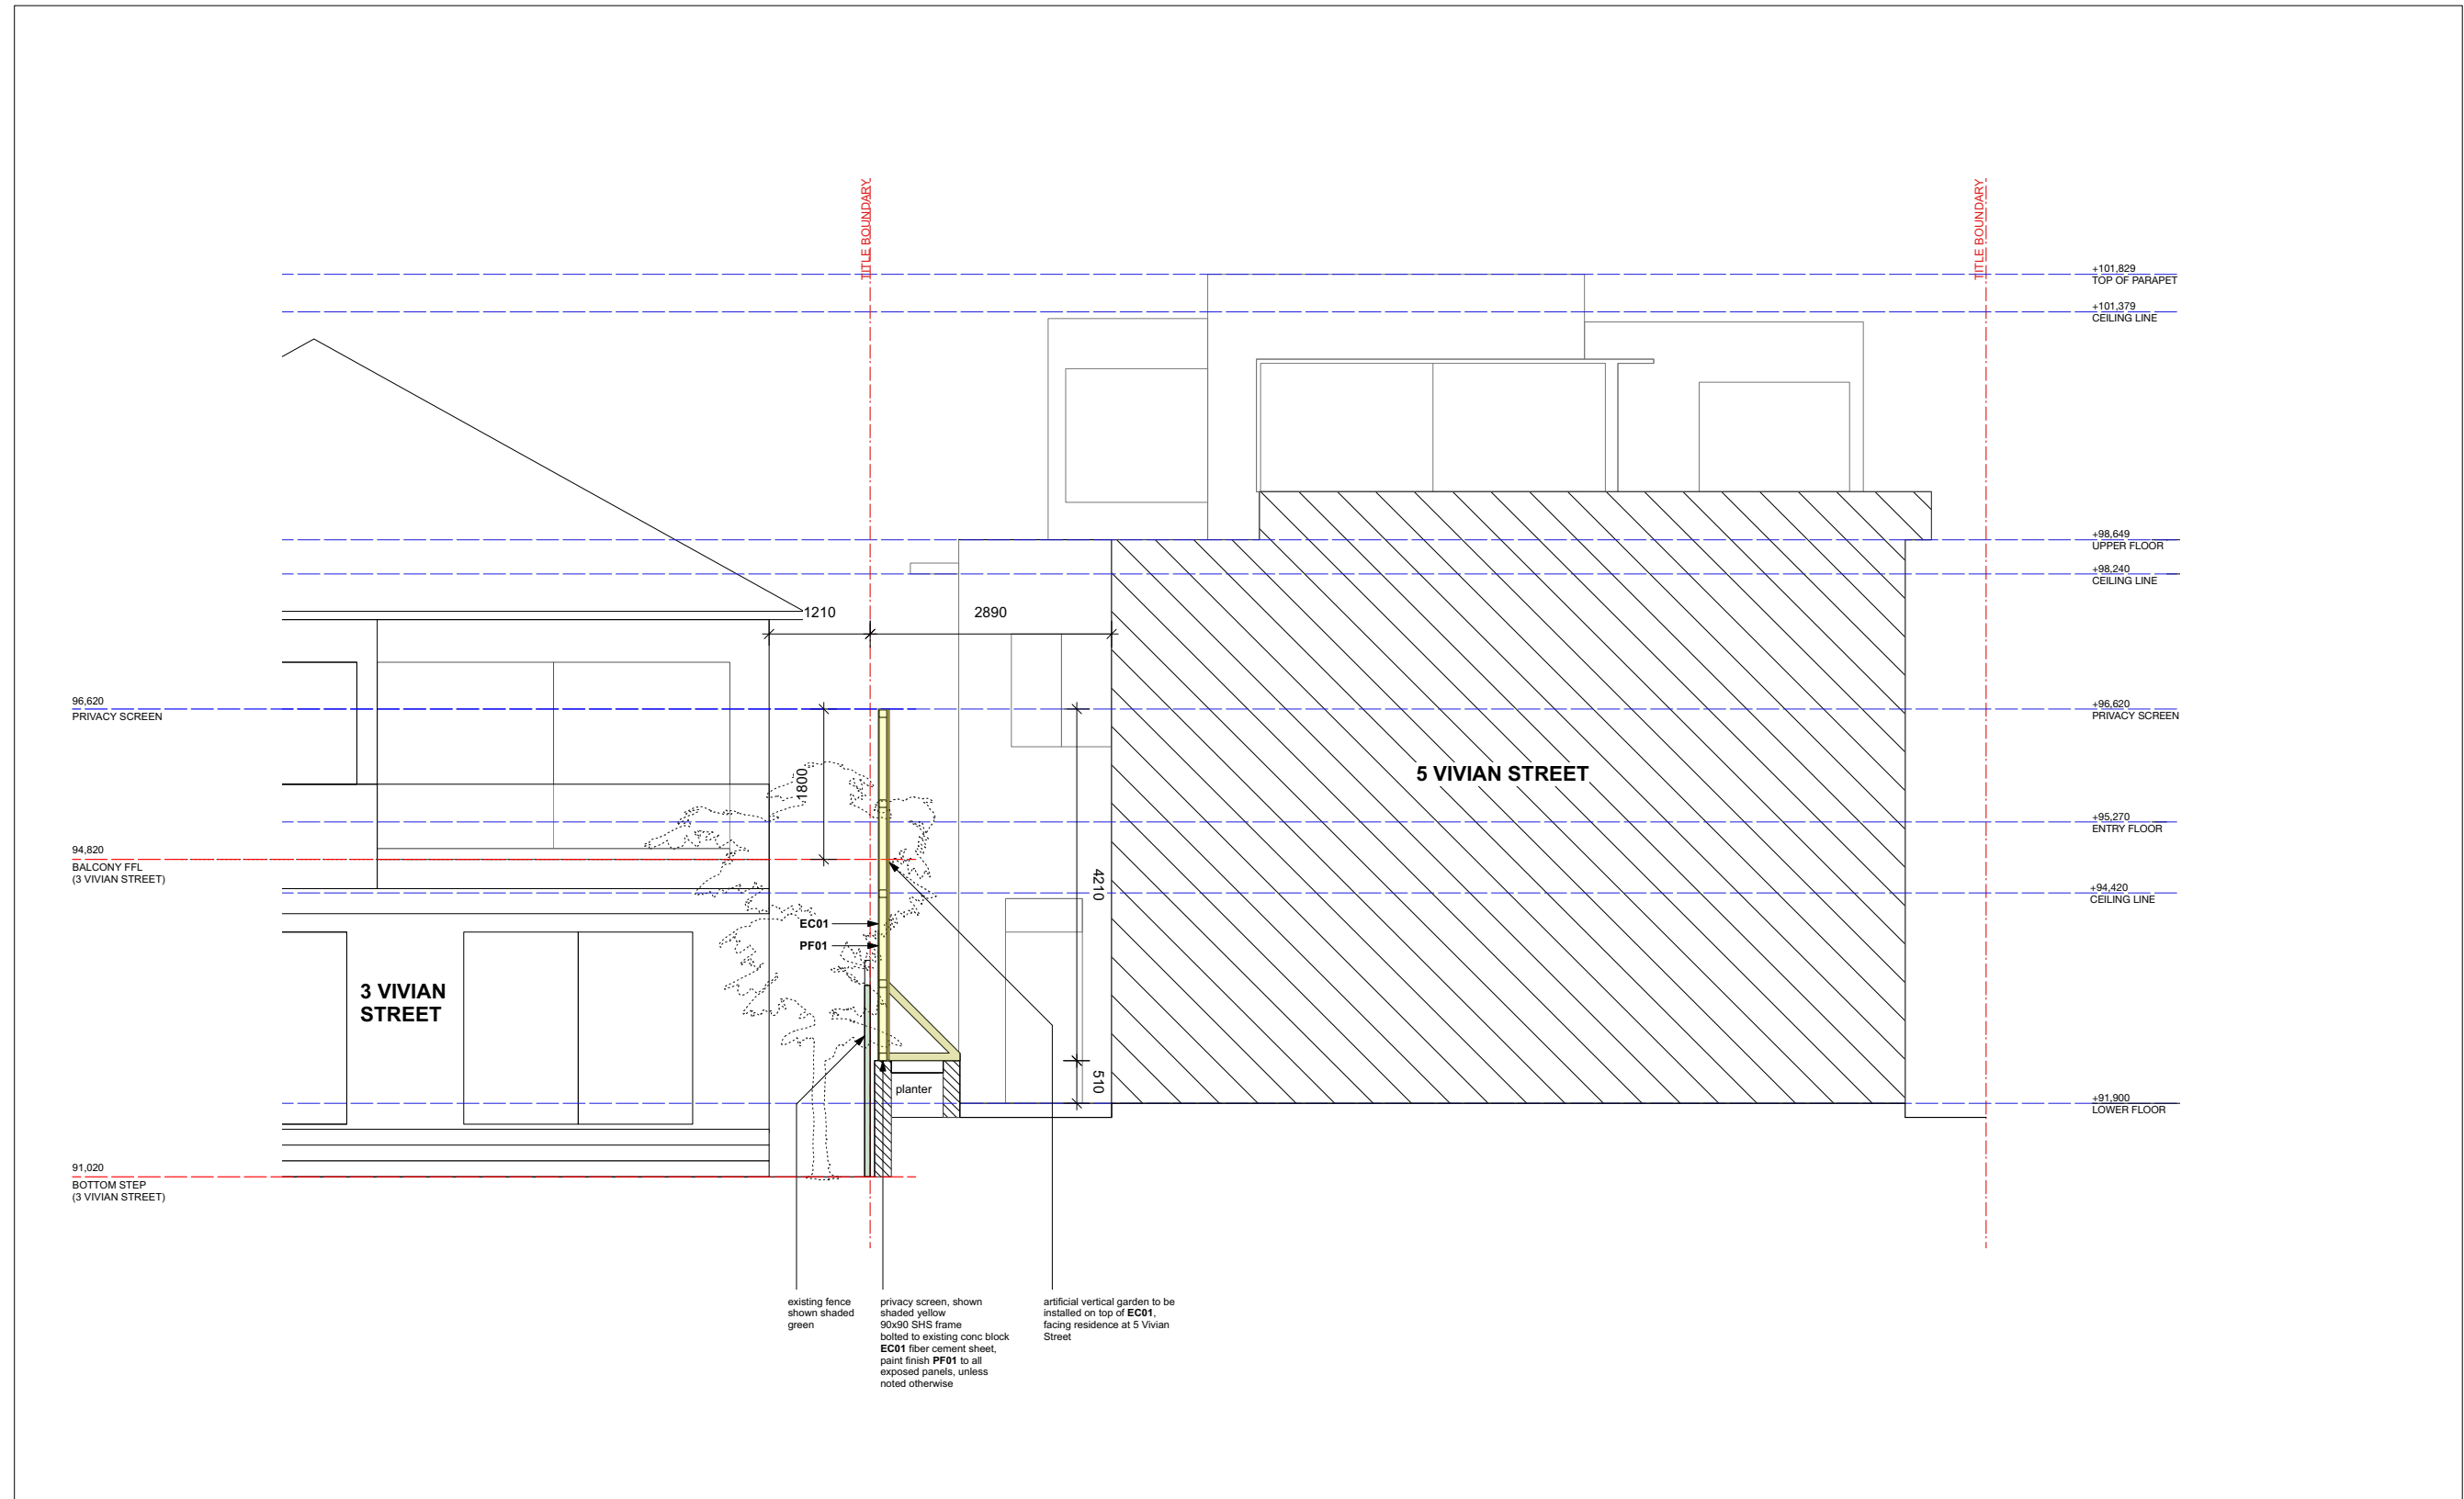 TITLE BOUNDARY
TITLE BOUNDARY
+101,829
TOP OF PARAPET
+101,379
CEILING LINE
+98,649
UPPER FLOOR
+98,240
CEILING LINE
1210
2890
96,620
PRIVACY SCREEN
+96,620
PRIVACY SCREEN
1800
5 VIVIAN STREET
+95,270
ENTRY FLOOR
94,820
BALCONY FFL
(3 VIVIAN STREET)
4210
+94,420
CEILING LINE
EC01
PF01
3 VIVIAN
STREET
510
planter
+91,900
LOWER FLOOR
91,020
BOTTOM STEP
(3 VIVIAN STREET)
existing fence
shown shaded
green
privacy screen, shown
shaded yellow
90x90 SHS frame
bolted to existing conc block
EC01 fiber cement sheet,
paint finish PF01 to all
exposed panels, unless
noted otherwise
artificial vertical garden to be
installed on top of EC01,
facing residence at 5 Vivian
Street